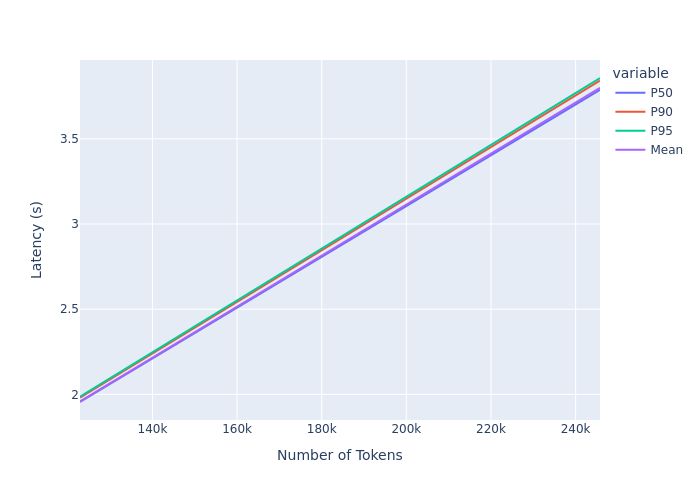 variable
P50
P90
P95
Mean
3.5
3
2.5
2
Latency (s)
140k 160k 180k 200k 220k 240k
Number of Tokens